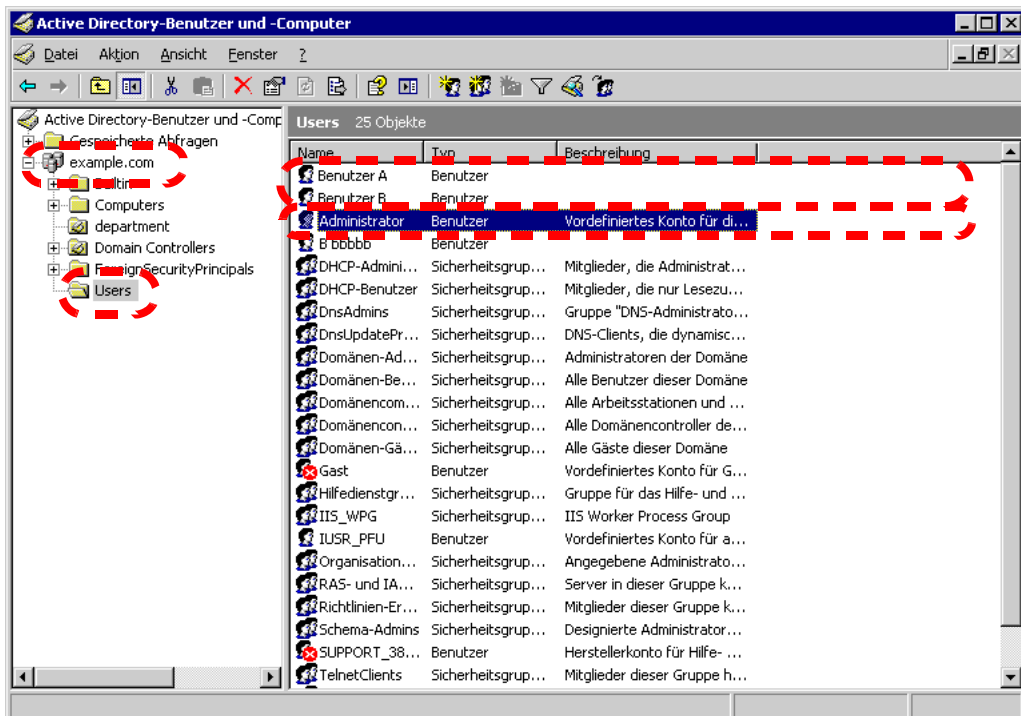 Active Directory-Benutzer und -Computer
Datei Aktion Ansicht Fenster ?
Active Directory-Benutzer und -Comp
Gespeicherte Abfragen
example.com
Builtin
Computers
department
Domain Controllers
ForeignSecurityPrincipals
Users
Users 25 Objekte
Name Typ Beschreibung
Benutzer A Benutzer
Benutzer B Benutzer
Administrator Benutzer Vordefiniertes Konto für di...
B bbbbb Benutzer
DHCP-Admini... Sicherheitsgrup... Mitglieder, die Administrat...
DHCP-Benutzer Sicherheitsgrup... Mitglieder, die nur Lesezu...
DnsAdmins Sicherheitsgrup... Gruppe "DNS-Administrato...
DnsUpdatePr... Sicherheitsgrup... DNS-Clients, die dynamisc...
Domänen-Ad... Sicherheitsgrup... Administratoren der Domäne
Domänen-Be... Sicherheitsgrup... Alle Benutzer dieser Domäne
Domänencom... Sicherheitsgrup... Alle Arbeitsstationen und ...
Domänencon... Sicherheitsgrup... Alle Domänencontroller de...
Domänen-Gä... Sicherheitsgrup... Alle Gäste dieser Domäne
Gast Benutzer Vordefiniertes Konto für G...
Hilfedienstgr... Sicherheitsgrup... Gruppe für das Hilfe- und ...
IIS_WPG Sicherheitsgrup... IIS Worker Process Group
IUSR_PFU Benutzer Vordefiniertes Konto für a...
Organisation... Sicherheitsgrup... Angegebene Administrato...
RAS- und IA... Sicherheitsgrup... Server in dieser Gruppe k...
Richtlinien-Er... Sicherheitsgrup... Mitglieder dieser Gruppe k...
Schema-Admins Sicherheitsgrup... Designierte Administrator...
SUPPORT_38... Benutzer Herstellerkonto für Hilfe- ...
TelnetClients Sicherheitsgrup... Mitglieder dieser Gruppe h...